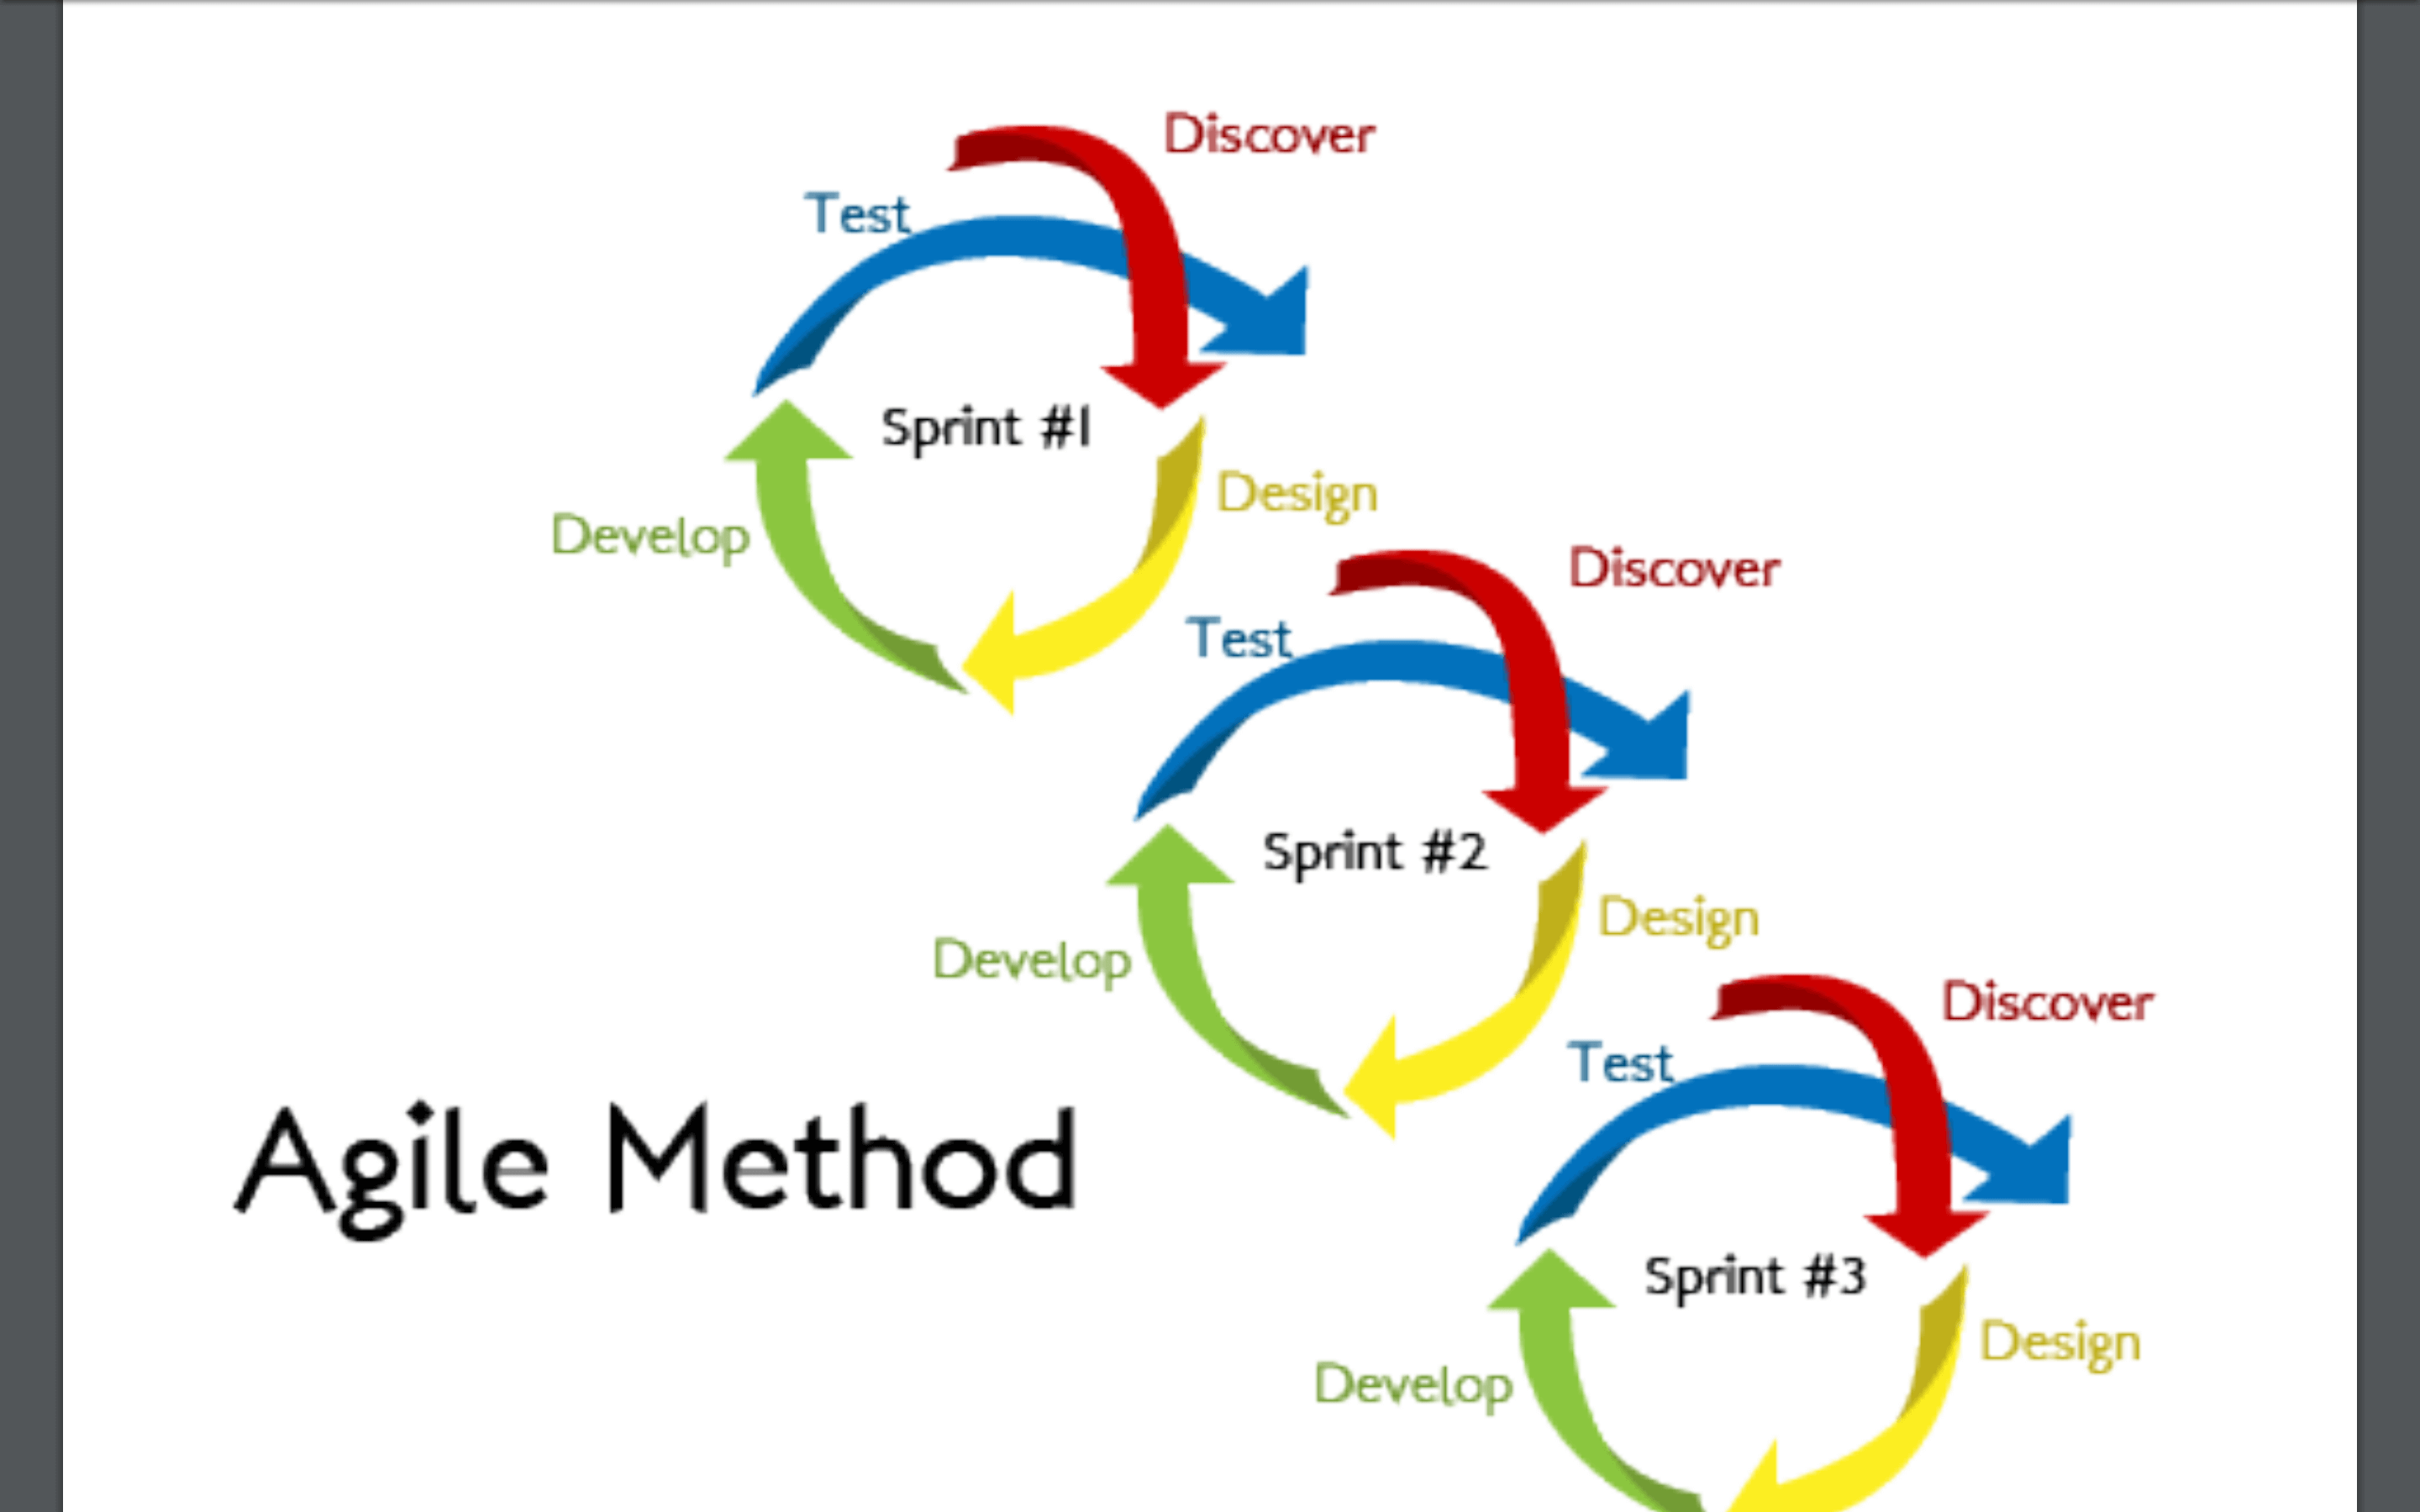 Discover
Test
Sprint #1
Design
Develop
Discover
Test
Sprint #2
Design
Develop
Discover
Test
Agile Method
Sprint #3
Design
Develop